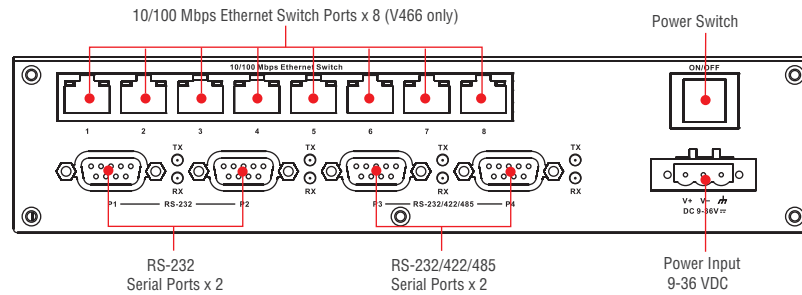 10/100 Mbps Ethernet Switch Ports x 8 (V466 only)
Power Switch
10/100 Mbps Ethernet Switch
ON/OFF
1 2 3 4 5 6 7 8
TX TX TX TX
RX RX RX RX
P1 RS-232 P2 P3 RS-232/422/485 P4
V+ V-
DC 9-36V
RS-232
Serial Ports x 2
RS-232/422/485
Serial Ports x 2
Power Input
9-36 VDC